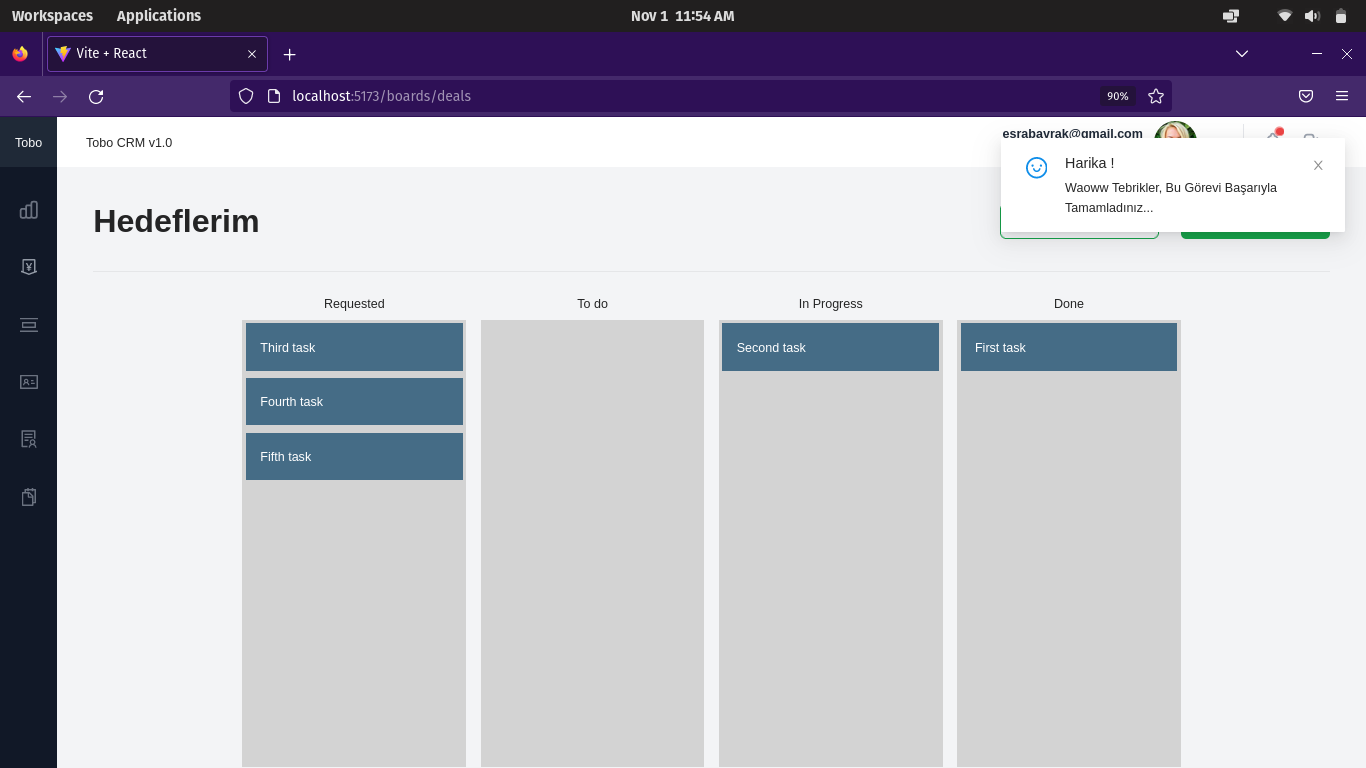 Workspaces Applications Nov 1 11:54 AM
Vite + React
localhost:5173/boards/deals 90%
Tobo Tobo CRM v1.0 esrabayrak@gmail.com
Harika !
Waoww Tebrikler, Bu Görevi Başarıyla
Tamamladınız...
Hedeflerim
Requested To do In Progress Done
Third task Second task First task
Fourth task
Fifth task